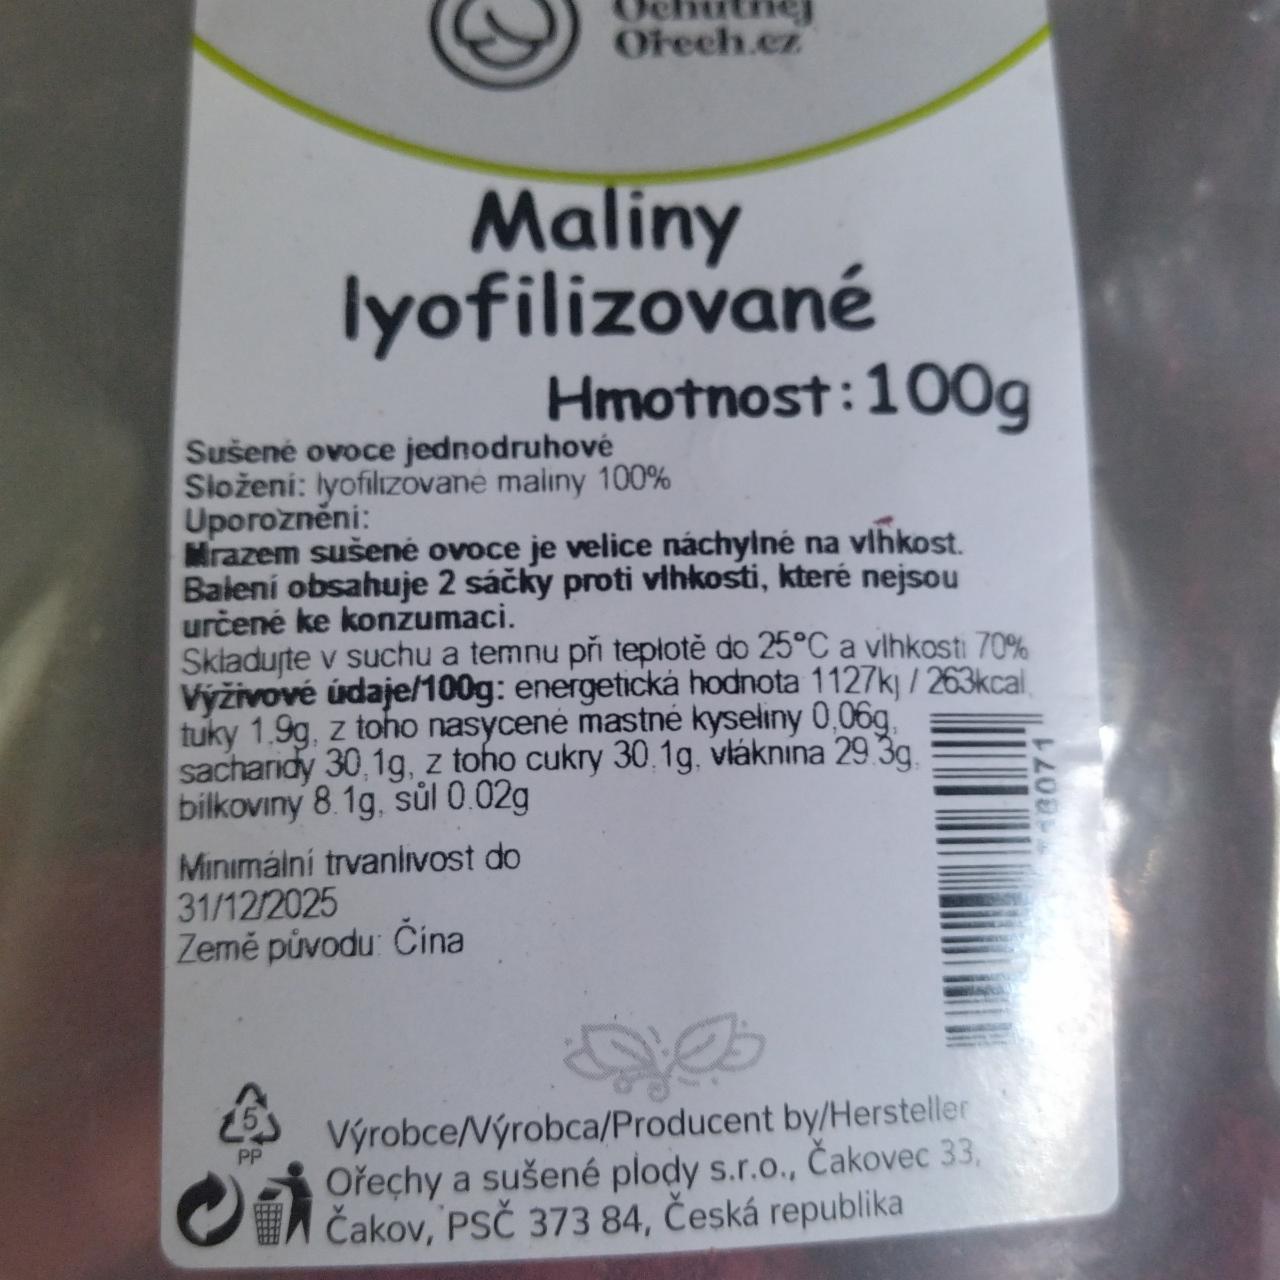 Ochutnej
Ořech.cz
Maliny
lyofilizované
Hmotnost: 100g
Sušené ovoce jednodruhové
Složení: lyofilizované maliny 100%
Uporoznění:
Mrazem sušené ovoce je velice náchylné na vlhkost.
Balení obsahuje 2 sáčky proti vlhkosti, které nejsou
určené ke konzumaci.
Skladujte v suchu a temnu při teplotě do 25°C a vlhkosti 70%
Výživové údaje/100g: energetická hodnota 1127kj / 263kcal,
tuky 1,9g, z toho nasycené mastné kyseliny 0,06g,
sacharidy 30,1g, z toho cukry 30.1g, vláknina 29.3g,
bílkoviny 8.1g, sůl 0.02g
18071
Minimální trvanlivost do
31/12/2025
Země původu: Čína
5
PP
Výrobce/Výrobca/Producent by/Hersteller
Ořechy a sušené plody s.r.o., Čakovec 33,
Čakov, PSČ 373 84, Česká republika